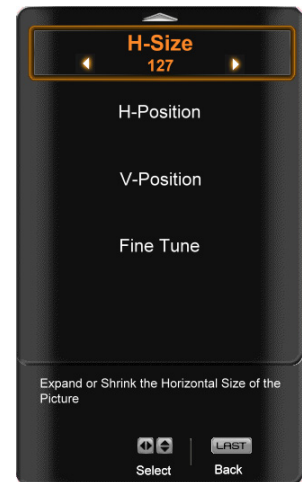 H-Size
127
H-Position
V-Position
Fine Tune
Expand or Shrink the Horizontal Size of the
Picture
LAST
Select Back